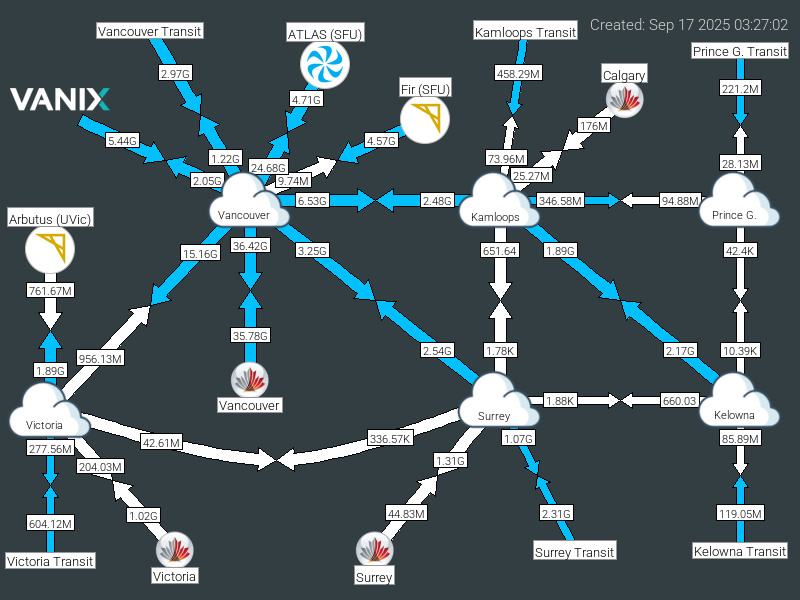 Created: Sep 17 2025 03:27:02
Vancouver Transit
ATLAS (SFU)
Kamloops Transit
Prince G. Transit
2.97G
458.29M
Calgary
221.2M
VANIX
4.71G
Fir (SFU)
5.44G
4.57G
176M
1.22G
24.68G
73.96M
28.13M
2.05G
9.74M
25.27M
6.53G
2.48G
346.58M
94.88M
Vancouver
Kamloops
Prince G.
Arbutus (UVic)
15.16G
36.42G
3.25G
651.64
1.89G
42.4K
761.67M
35.78G
956.13M
2.54G
1.78K
2.17G
10.39K
1.89G
Vancouver
1.88K
660.03
Victoria
Surrey
Kelowna
277.56M
42.61M
336.57K
1.07G
85.89M
204.03M
1.31G
604.12M
1.02G
44.83M
2.31G
119.05M
Victoria Transit
Victoria
Surrey
Surrey Transit
Kelowna Transit